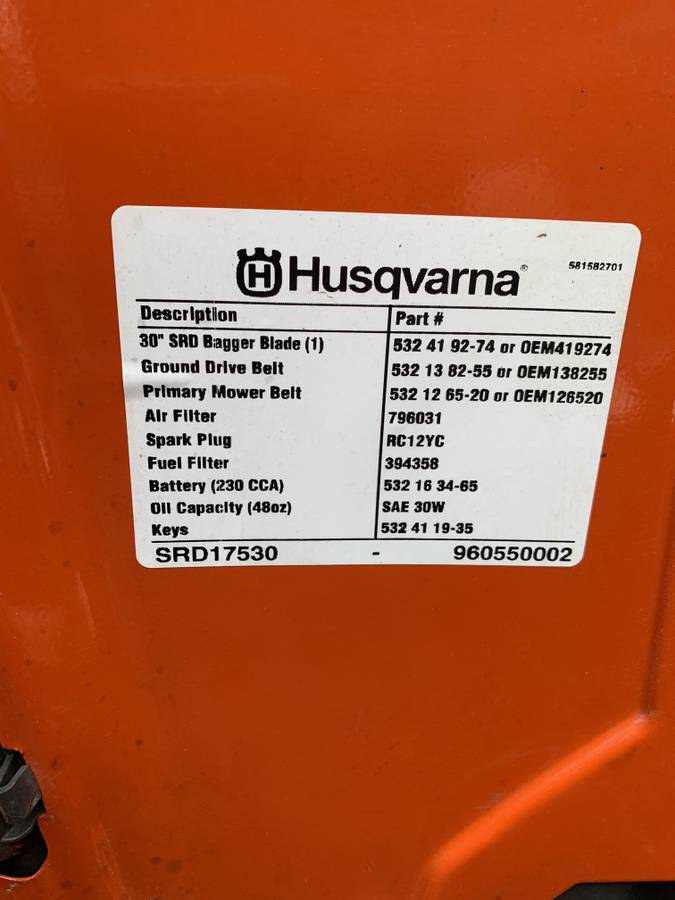 Husqvarna® 581582701
Description Part #
30" SRD Bagger Blade (1) 532 41 92-74 or OEM419274
Ground Drive Belt 532 13 82-55 or OEM138255
Primary Mower Belt 532 12 65-20 or OEM126520
Air Filter 796031
Spark Plug RC12YC
Fuel Filter 394358
Battery (230 CCA) 532 16 34-65
Oil Capacity (48oz) SAE 30W
Keys 532 41 19-35
SRD17530 - 960550002